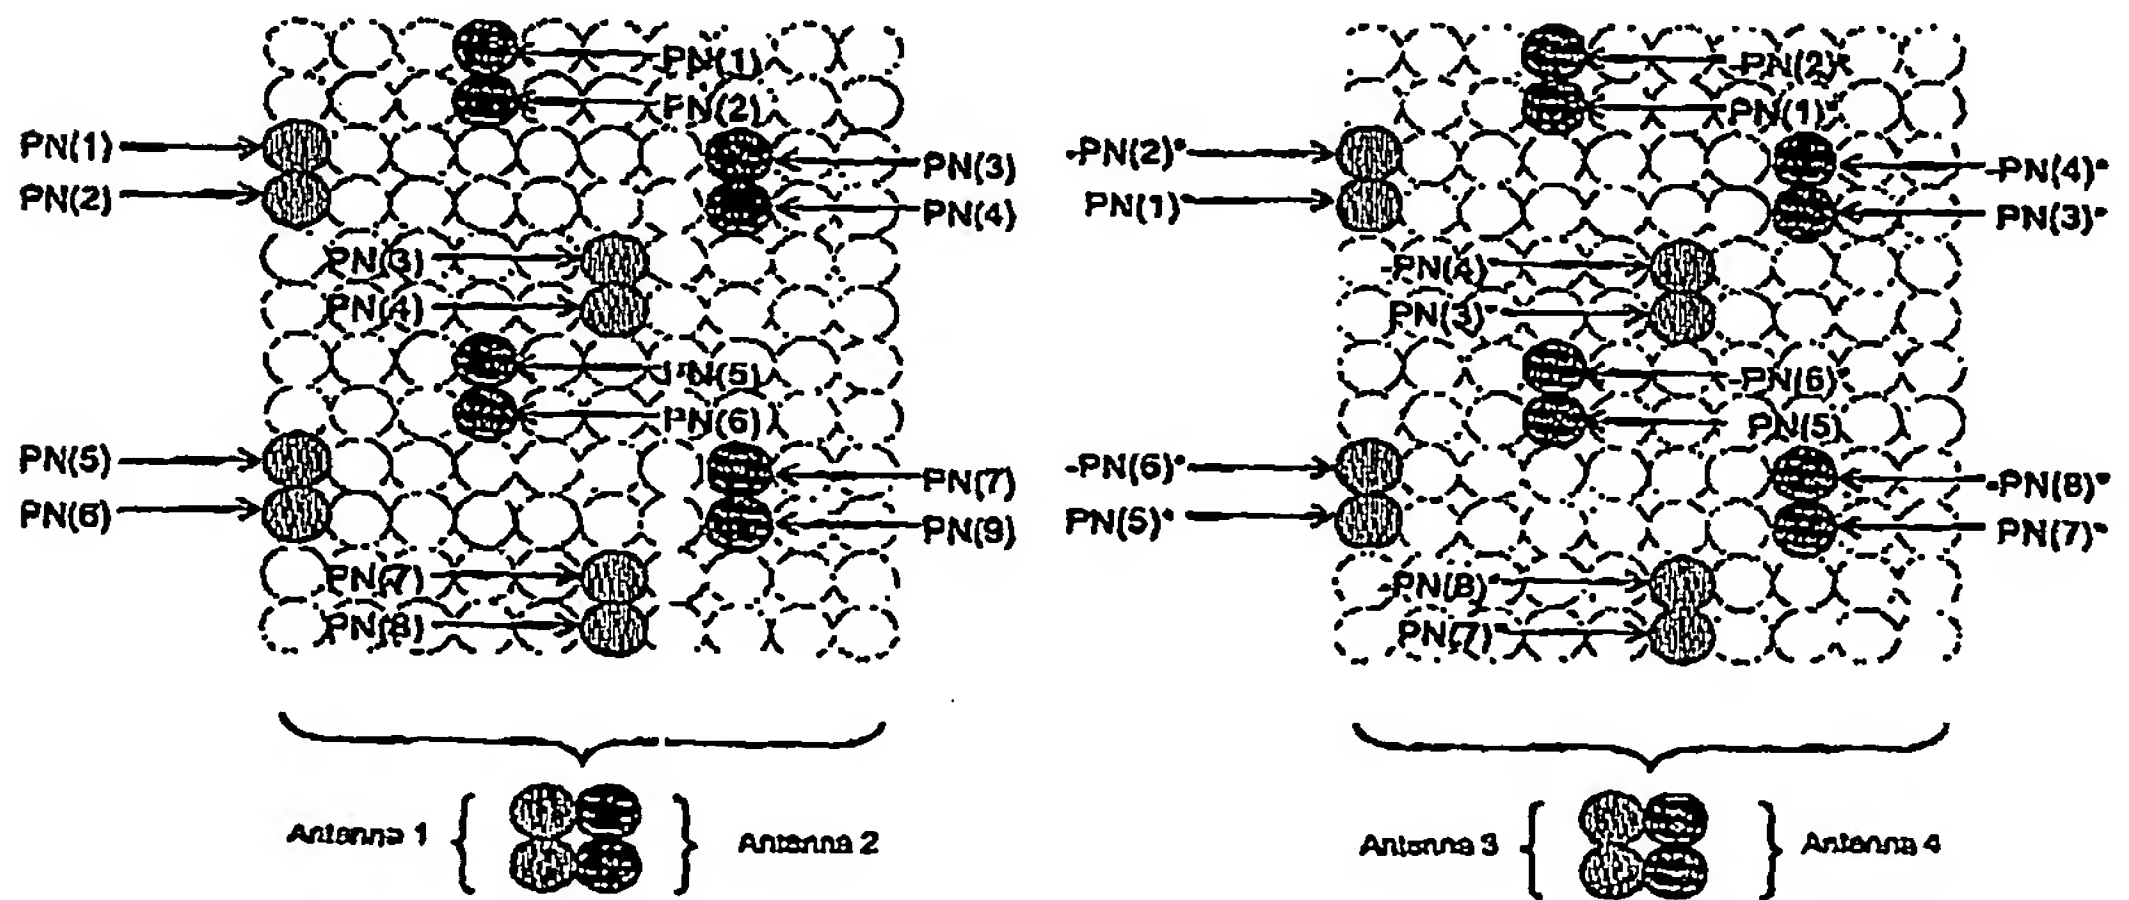 PN(1)
PN(2)
PN(1)
PN(2)
PN(3)
PN(4)
PN(3)
PN(4)
PN(5)
PN(6)
PN(5)
PN(6)
PN(7)
PN(9)
PN(7)
PN(8)
Antenna 1
Antenna 2
-PN(2)*
PN(1)*
-PN(2)*
PN(1)*
-PN(4)*
PN(3)*
-PN(4)*
PN(3)*
-PN(6)*
PN(5)
-PN(6)*
PN(5)*
-PN(8)*
PN(7)*
-PN(8)*
PN(7)*
Antenna 3
Antenna 4